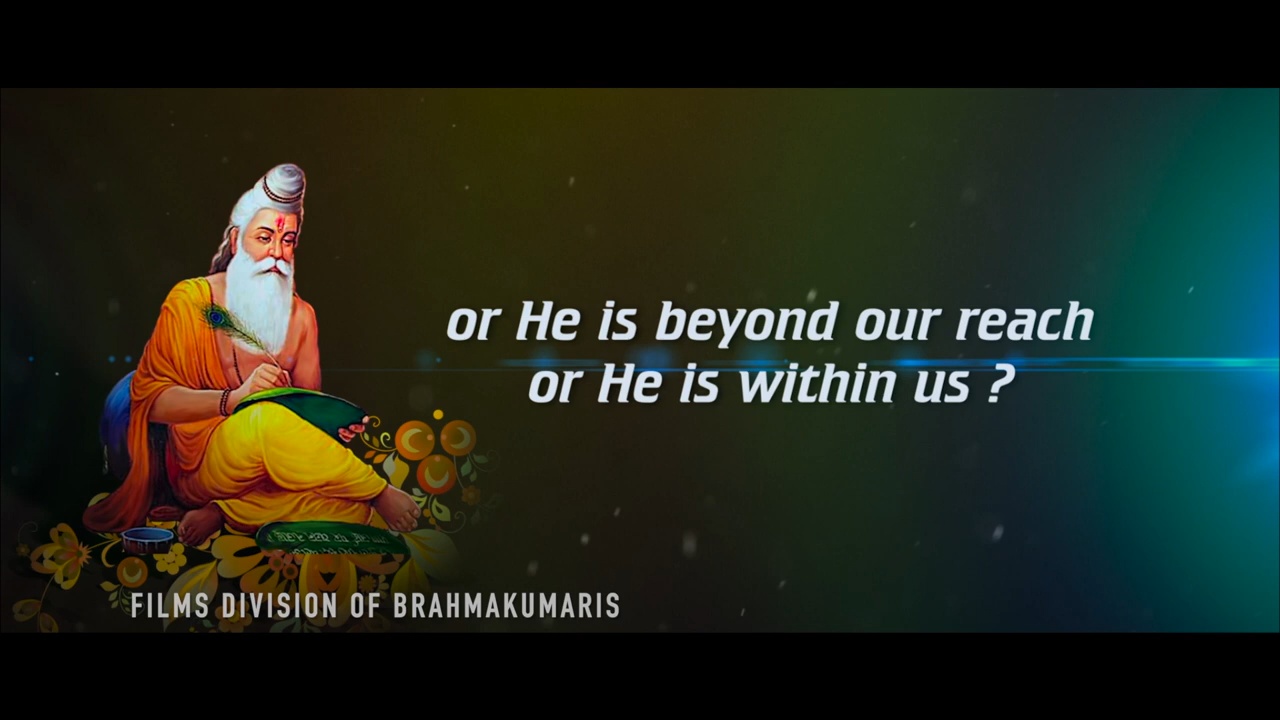 or He is beyond our reach
or He is within us ?
FILMS DIVISION OF BRAHMAKUMARIS